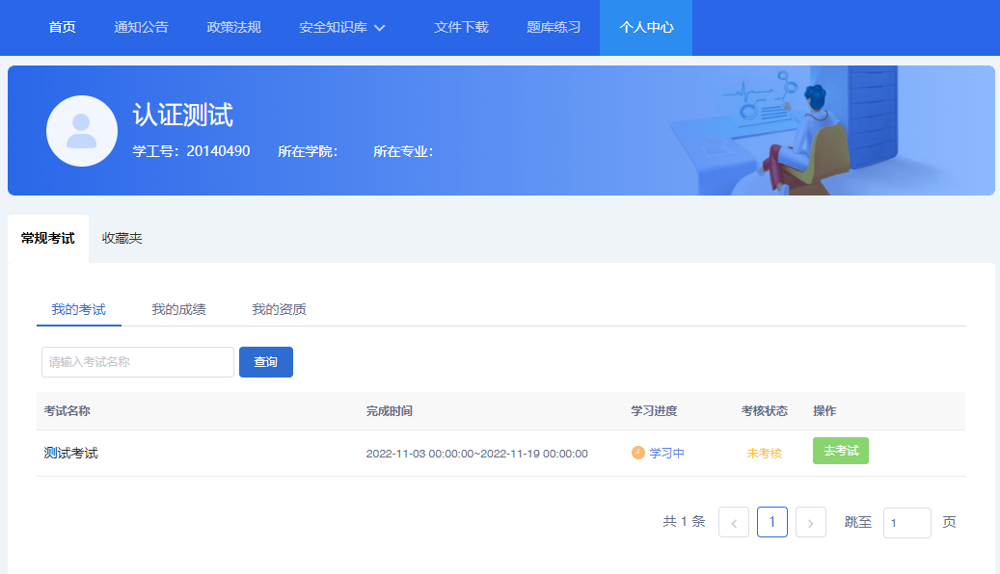 首页 通知公告 政策法规 安全知识库 文件下载 题库练习 个人中心
认证测试
学工号：20140490 所在学院： 所在专业：
常规考试 收藏夹
我的考试 我的成绩 我的资质
请输入考试名称 查询
考试名称 完成时间 学习进度 考核状态 操作
测试考试 2022-11-03 00:00:00~2022-11-19 00:00:00 学习中 未考核 去考试
共 1 条 < 1 > 跳至 1 页